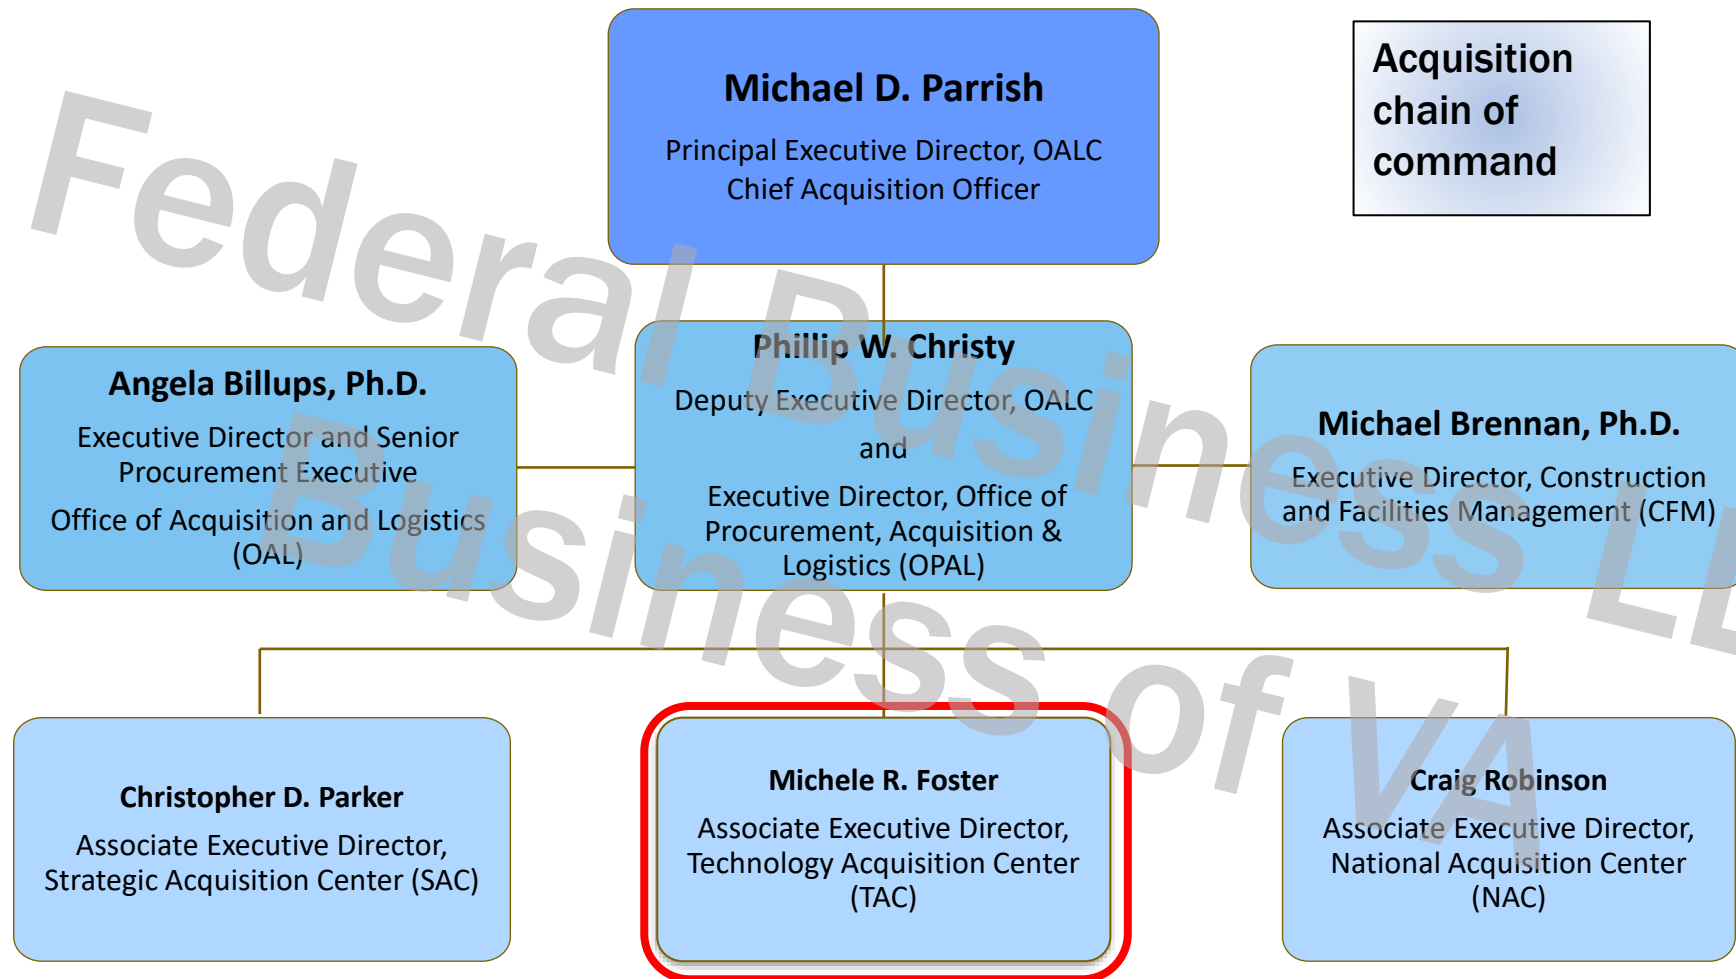 Michael D. Parrish
Principal Executive Director, OALC
Chief Acquisition Officer
Acquisition
chain of
command
Angela Billups, Ph.D.
Executive Director and Senior
Procurement Executive
Office of Acquisition and Logistics
(OAL)
Phillip W. Christy
Deputy Executive Director, OALC
and
Executive Director, Office of
Procurement, Acquisition &
Logistics (OPAL)
Michael Brennan, Ph.D.
Executive Director, Construction
and Facilities Management (CFM)
Christopher D. Parker
Associate Executive Director,
Strategic Acquisition Center (SAC)
Michele R. Foster
Associate Executive Director,
Technology Acquisition Center
(TAC)
Craig Robinson
Associate Executive Director,
National Acquisition Center
(NAC)
Federal Business LL
Business of VA